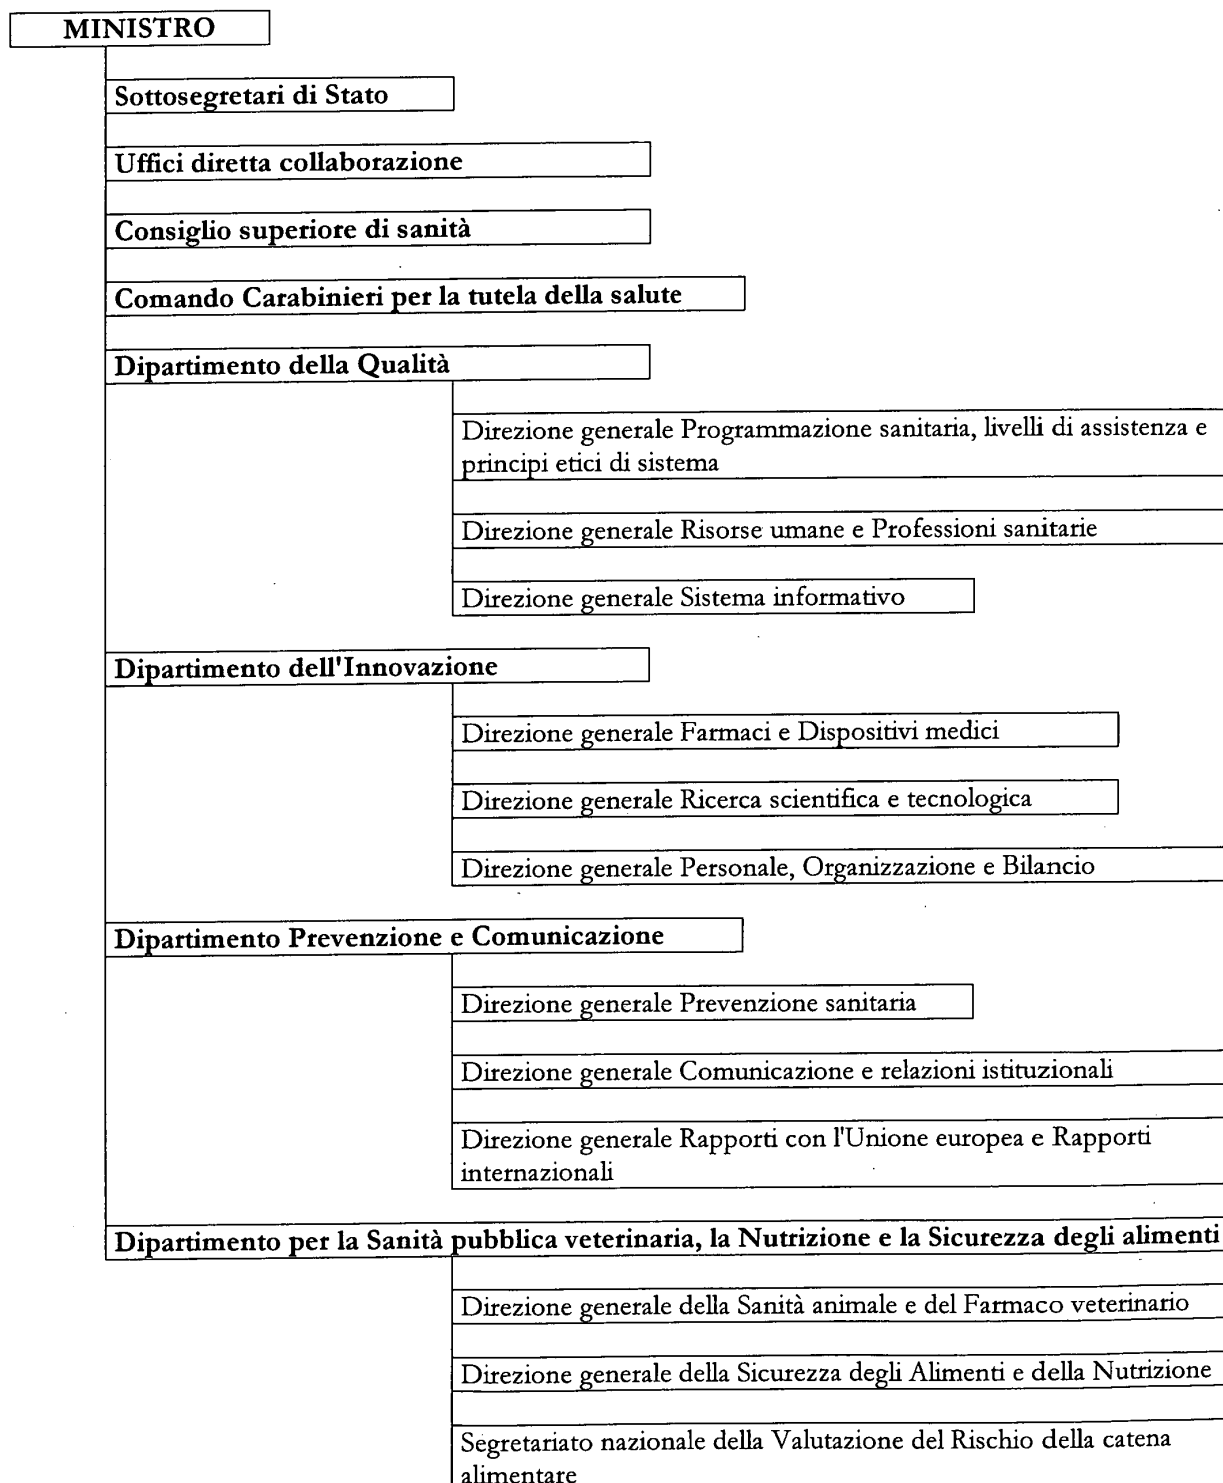 MINISTRO
Sottosegretari di Stato
Uffici diretta collaborazione
Consiglio superiore di sanità
Comando Carabinieri per la tutela della salute
Dipartimento della Qualità
Direzione generale Programmazione sanitaria, livelli di assistenza e
principi etici di sistema
Direzione generale Risorse umane e Professioni sanitarie
Direzione generale Sistema informativo
Dipartimento dell'Innovazione
Direzione generale Farmaci e Dispositivi medici
Direzione generale Ricerca scientifica e tecnologica
Direzione generale Personale, Organizzazione e Bilancio
Dipartimento Prevenzione e Comunicazione
Direzione generale Prevenzione sanitaria
Direzione generale Comunicazione e relazioni istituzionali
Direzione generale Rapporti con l'Unione europea e Rapporti
internazionali
Dipartimento per la Sanità pubblica veterinaria, la Nutrizione e la Sicurezza degli alimenti
Direzione generale della Sanità animale e del Farmaco veterinario
Direzione generale della Sicurezza degli Alimenti e della Nutrizione
Segretariato nazionale della Valutazione del Rischio della catena
alimentare